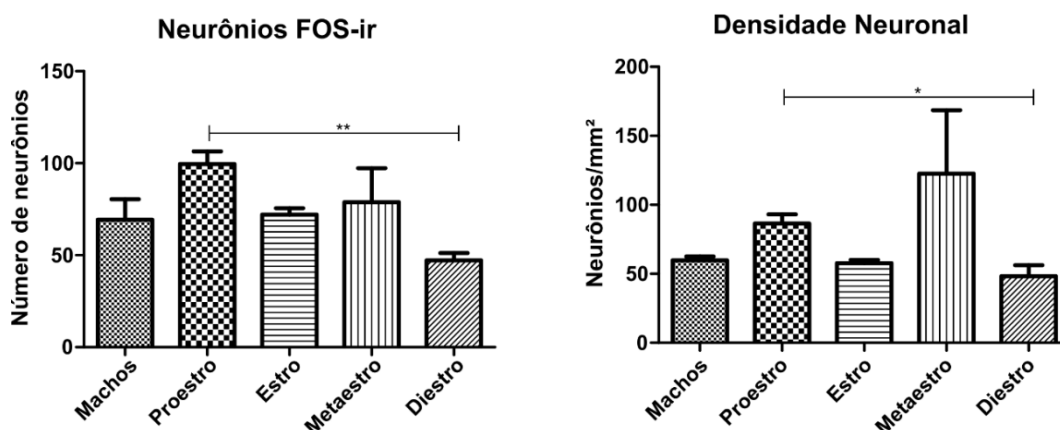 Neurônios FOS-ir
Número de neurônios
150
100
50
0
**
Machos
Proestro
Estro
Metaestro
Diestro
Densidade Neuronal
Neurônios/mm²
200
150
100
50
0
*
Machos
Proestro
Estro
Metaestro
Diestro